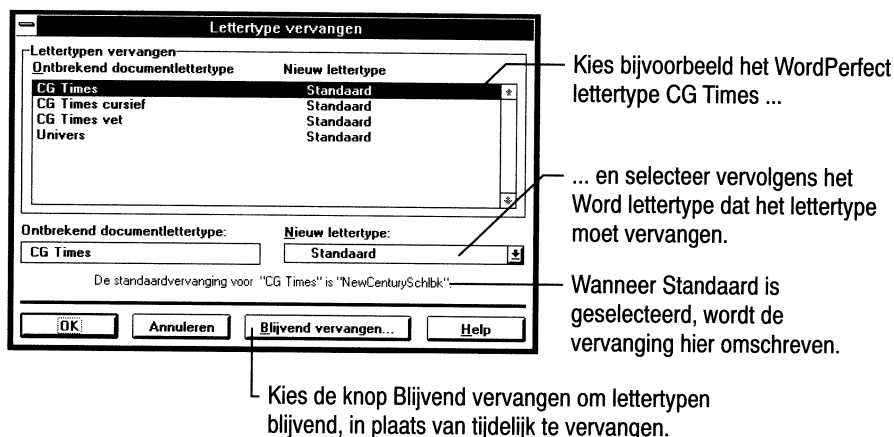 Lettertype vervangen
Lettertypen vervangen
Ontbrekend documentlettertype Nieuw lettertype
CG Times Standaard
CG Times cursief Standaard
CG Times vet Standaard
Univers Standaard
Ontbrekend documentlettertype: Nieuw lettertype:
CG Times Standaard
De standaardvervanging voor "CG Times" is "NewCenturySchlbk".
OK Annuleren Blijvend vervangen... Help
Kies bijvoorbeeld het WordPerfect
lettertype CG Times ...
... en selecteer vervolgens het
Word lettertype dat het lettertype
moet vervangen.
Wanneer Standaard is
geselecteerd, wordt de
vervanging hier omschreven.
Kies de knop Blijvend vervangen om lettertypen
blijvend, in plaats van tijdelijk te vervangen.